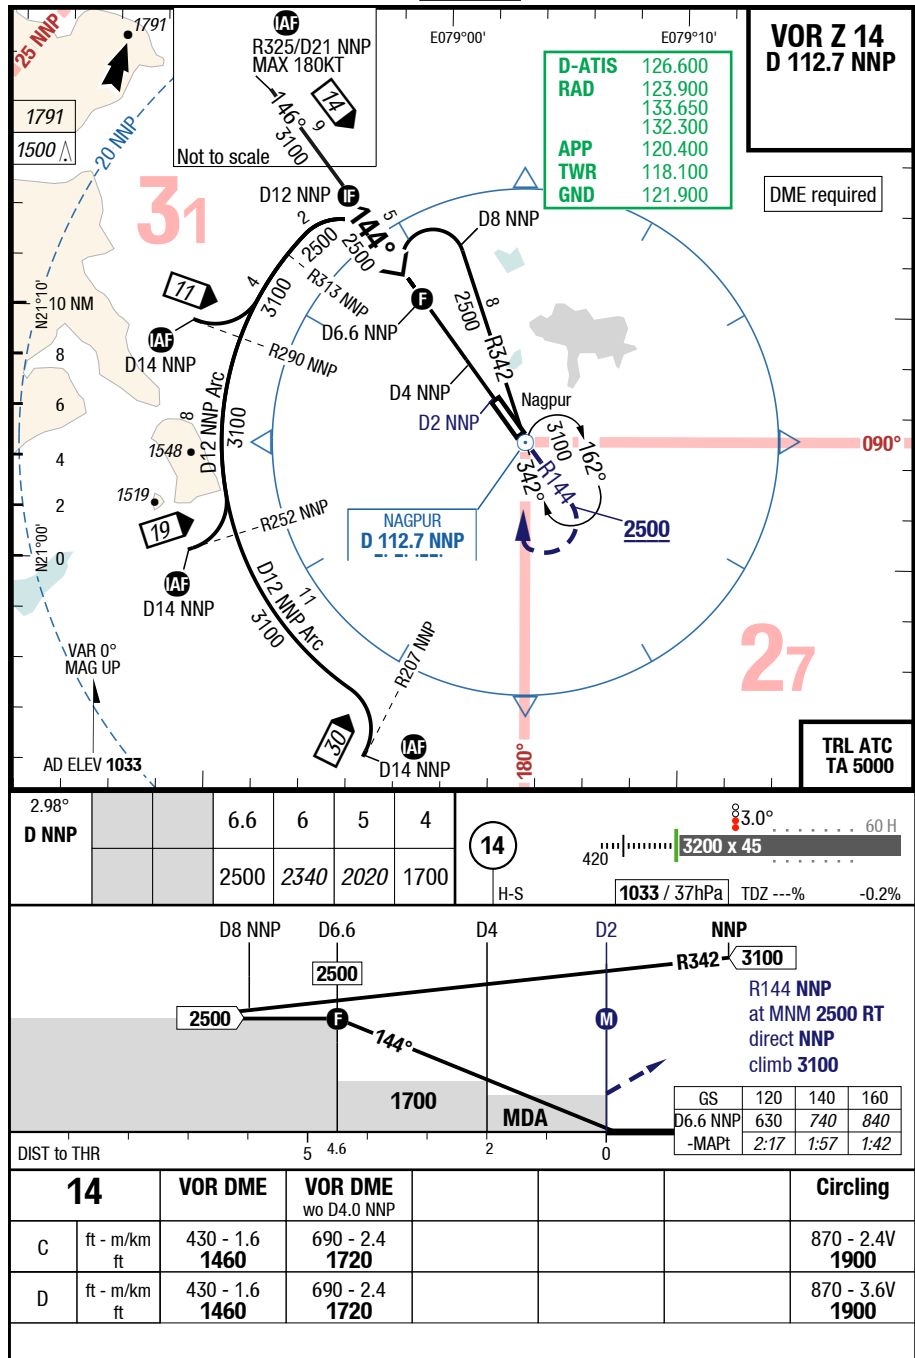 VOR Z 14
D 112.7 NNP
DME required
D-ATIS 126.600
RAD 123.900
133.650
132.300
APP 120.400
TWR 118.100
GND 121.900
E079°00'
E079°10'
1791
25 NNP
1791
1500
20 NNP
31
IAF
R325/D21 NNP
MAX 180KT
14
146°
9
3100
Not to scale
D12 NNP IF
144°
5
2500
2
2500
D8 NNP
8
2500
R342
F
D6.6 NNP
D4 NNP
D2 NNP
Nagpur
R313 NNP
4
3100
11
IAF
D14 NNP
R290 NNP
N21°10'
10 NM
8
6
4
2
0
N21°00'
D12 NNP Arc
8
3100
1548
1519
19
R252 NNP
IAF
D14 NNP
D12 NNP Arc
11
3100
R207 NNP
30
IAF
D14 NNP
3100
162°
342°
R144
2500
090°
180°
NAGPUR
D 112.7 NNP
27
VAR 0°
MAG UP
AD ELEV 1033
TRL ATC
TA 5000
2.98°
D NNP
6.6 6 5 4
2500 2340 2020 1700
14
H-S
420
3.0°
3200 x 45
60 H
1033 / 37hPa
TDZ ---%
-0.2%
D8 NNP D6.6 D4 D2 NNP
2500
R342
3100
2500
F
144°
M
1700
MDA
R144 NNP
at MNM 2500 RT
direct NNP
climb 3100
GS 120 140 160
D6.6 NNP 630 740 840
-MAPt 2:17 1:57 1:42
DIST to THR
5 4.6 2 0
14 VOR DME VOR DME Circling
wo D4.0 NNP
C ft - m/km 430 - 1.6 690 - 2.4 870 - 2.4V
ft 1460 1720 1900
D ft - m/km 430 - 1.6 690 - 2.4 870 - 3.6V
ft 1460 1720 1900